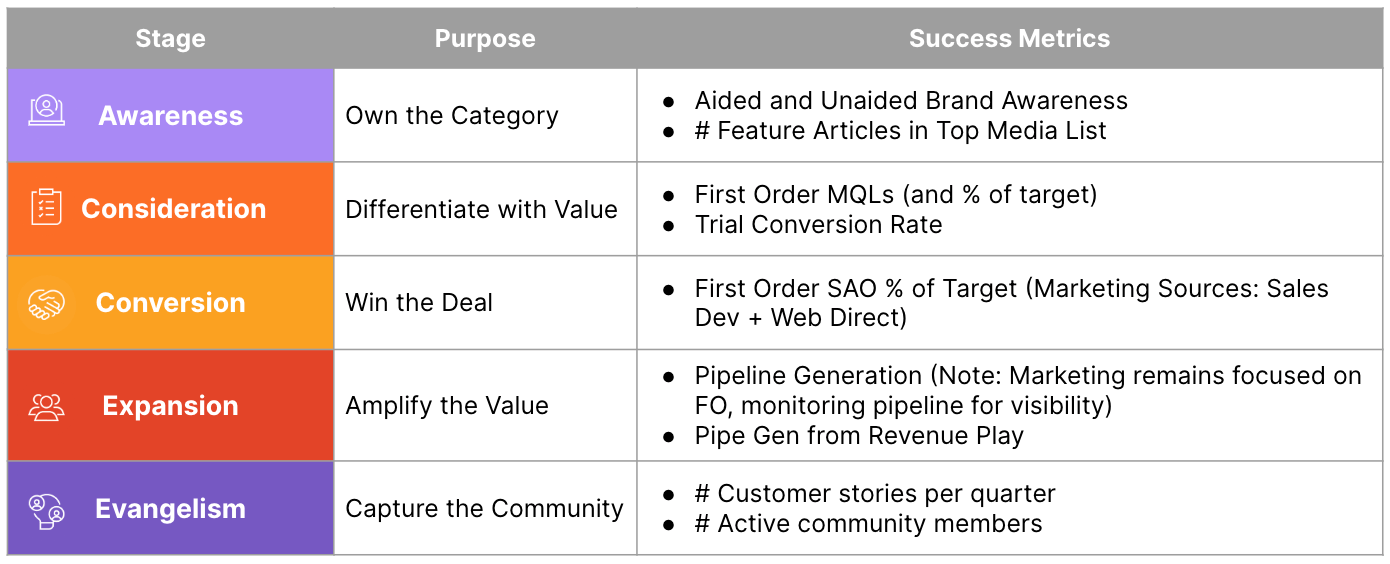 Stage Purpose Success Metrics
Awareness
Own the Category
● Aided and Unaided Brand Awareness
● # Feature Articles in Top Media List
Consideration
Differentiate with Value
● First Order MQLs (and % of target)
● Trial Conversion Rate
Conversion
Win the Deal
● First Order SAO % of Target (Marketing Sources: Sales
Dev + Web Direct)
Expansion
Amplify the Value
● Pipeline Generation (Note: Marketing remains focused on
FO, monitoring pipeline for visibility)
● Pipe Gen from Revenue Play
Evangelism
Capture the Community
● # Customer stories per quarter
● # Active community members